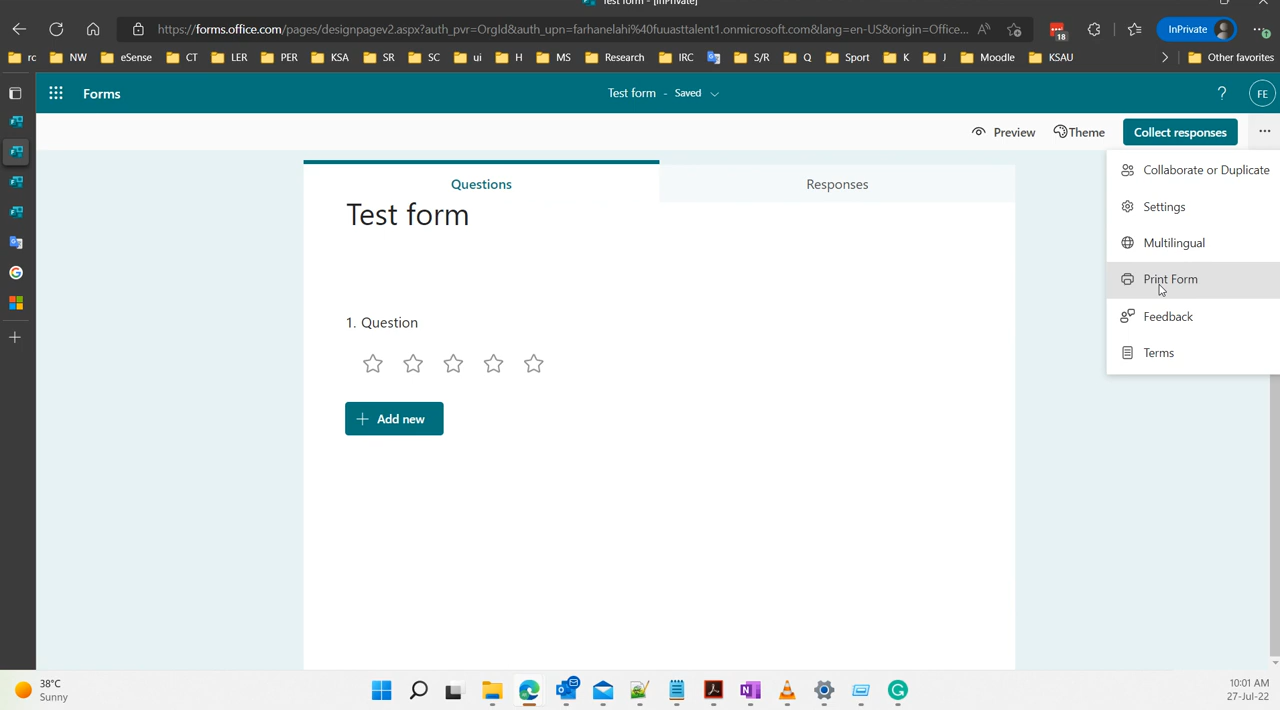 Test form - [InPrivate]
https://forms.office.com/pages/designpagev2.aspx?auth_pvr=OrgId&auth_upn=farhanelahi%40fuuasttalent1.onmicrosoft.com&lang=en-US&origin=Office...
18
InPrivate
rc NW eSense CT LER PER KSA SR SC ui H MS Research IRC S/R Q Sport K J Moodle KSAU Other favorites
Forms
Test form - Saved
? FE
Preview Theme Collect responses
Questions Responses
Test form
1. Question
Add new
Collaborate or Duplicate
Settings
Multilingual
Print Form
Feedback
Terms
38°C
Sunny
10:01 AM
27-Jul-22